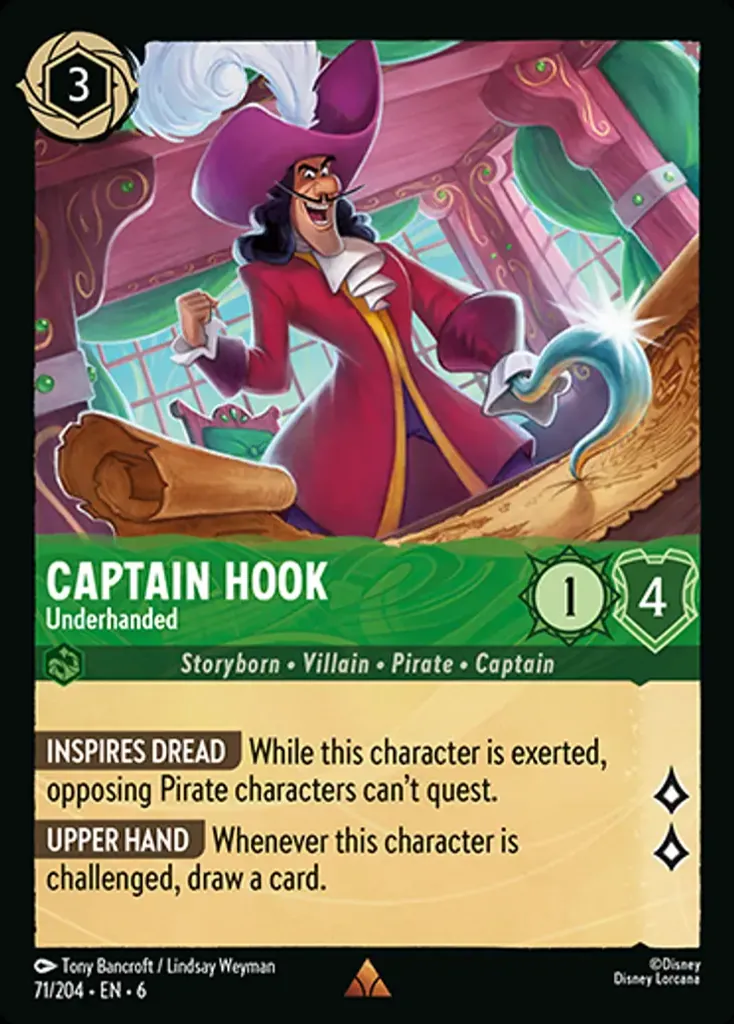 3
CAPTAIN HOOK
Underhanded
1
4
Storyborn • Villain • Pirate • Captain
INSPIRES DREAD While this character is exerted,
opposing Pirate characters can't quest.
UPPER HAND Whenever this character is
challenged, draw a card.
Tony Bancroft / Lindsay Weyman
71/204 • EN • 6
©Disney
Disney Lorcana